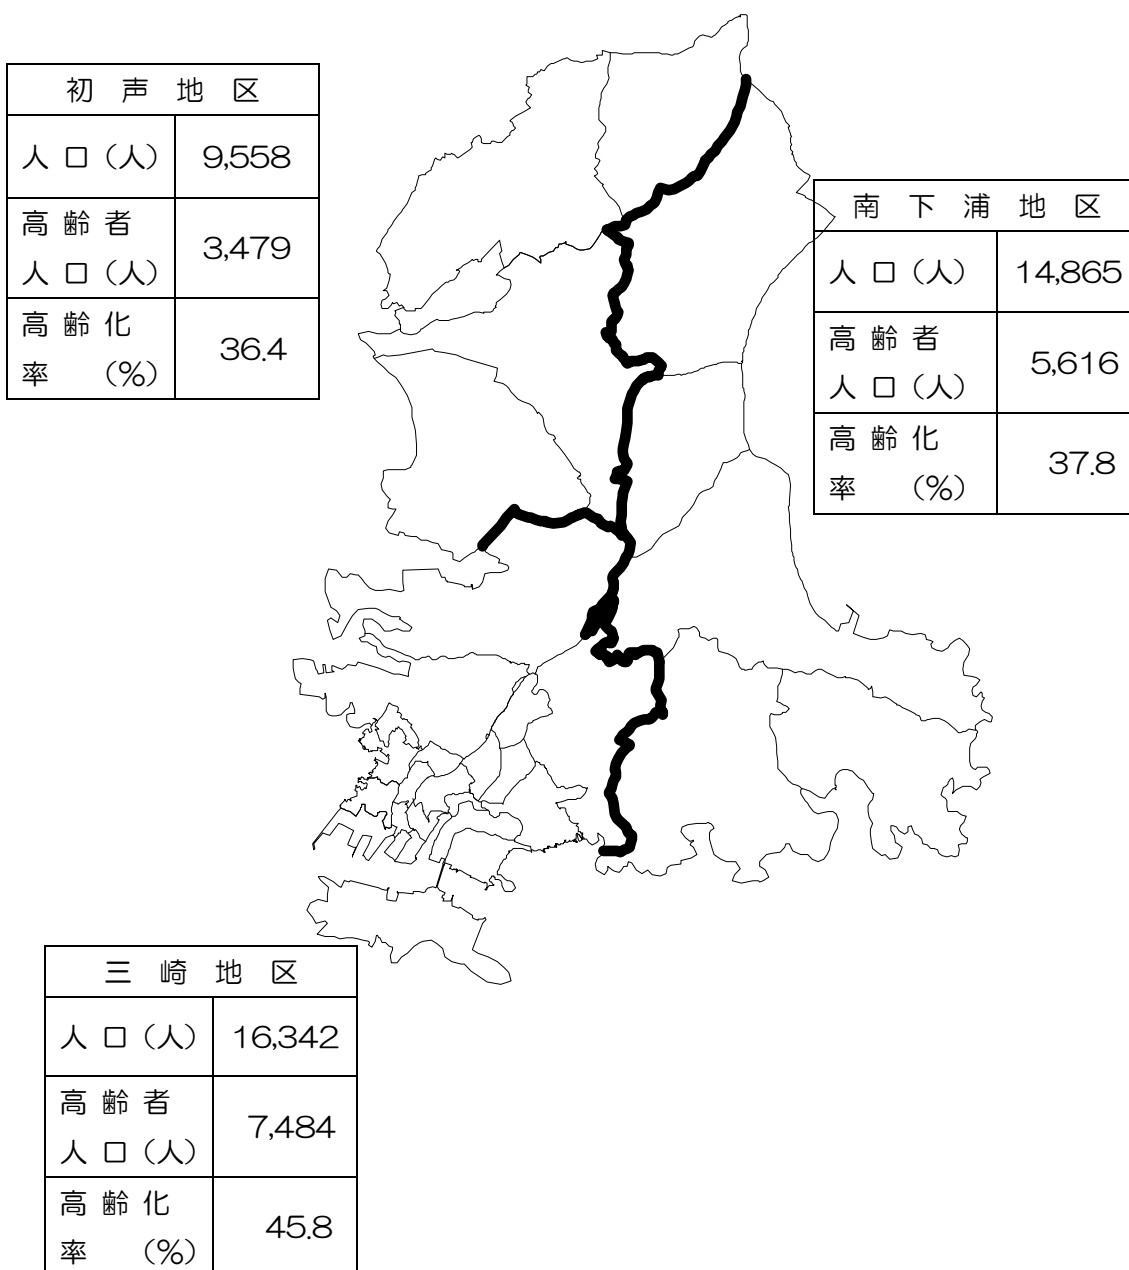 初声地区
人口(人) 9,558
高齢者
人口(人) 3,479
高齢化
率 (%) 36.4
南下浦地区
人口(人) 14,865
高齢者
人口(人) 5,616
高齢化
率 (%) 37.8
三崎地区
人口(人) 16,342
高齢者
人口(人) 7,484
高齢化
率 (%) 45.8